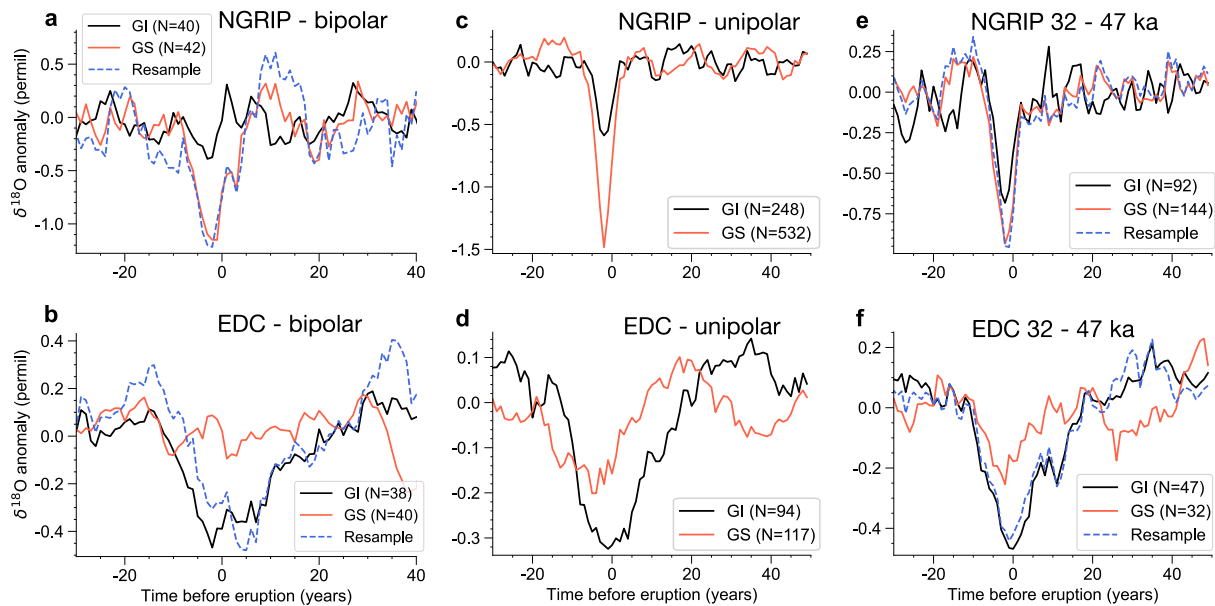 a
NGRIP - bipolar
GI (N=40)
GS (N=42)
Resample
δ¹⁸O anomaly (permil)
0.5
0.0
-0.5
-1.0
-20
0
20
40
c
NGRIP - unipolar
0.0
-0.5
-1.0
-1.5
GI (N=248)
GS (N=532)
-20
0
20
40
e
NGRIP 32 - 47 ka
0.25
0.00
-0.25
-0.50
-0.75
GI (N=92)
GS (N=144)
Resample
-20
0
20
40
b
EDC - bipolar
δ¹⁸O anomaly (permil)
0.4
0.2
0.0
-0.2
-0.4
GI (N=38)
GS (N=40)
Resample
-20
0
20
40
Time before eruption (years)
d
EDC - unipolar
0.1
0.0
-0.1
-0.2
-0.3
GI (N=94)
GS (N=117)
-20
0
20
40
Time before eruption (years)
f
EDC 32 - 47 ka
0.2
0.0
-0.2
-0.4
GI (N=47)
GS (N=32)
Resample
-20
0
20
40
Time before eruption (years)